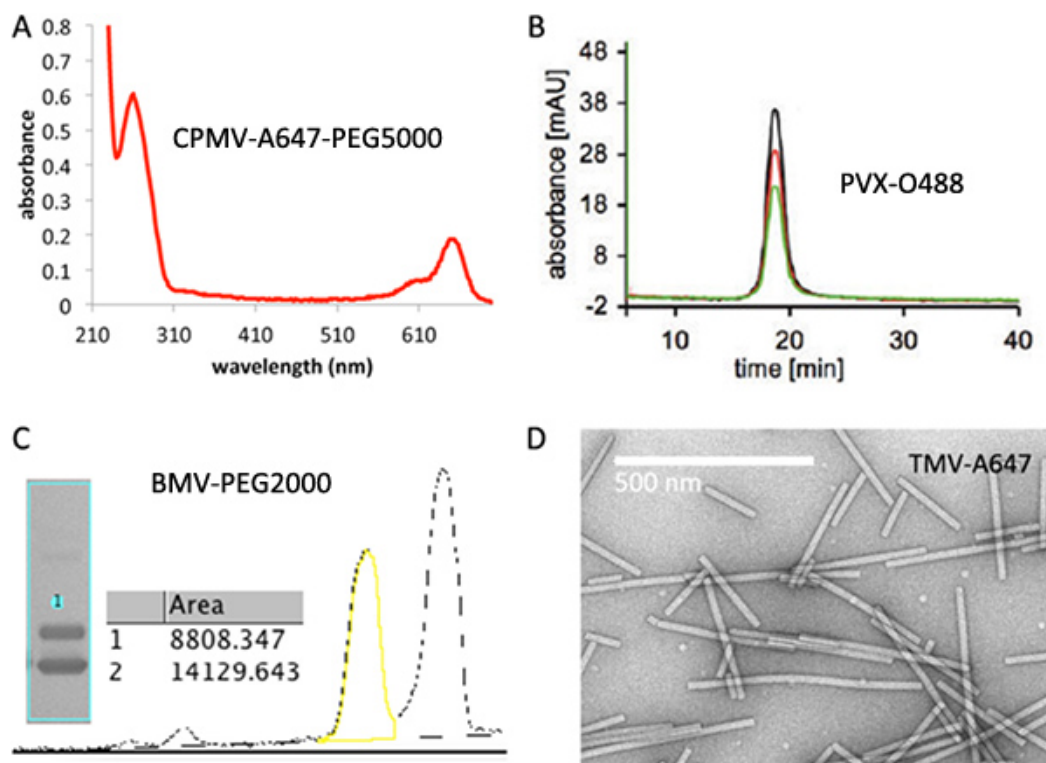 A
0.8
0.7
0.6
0.5
0.4
0.3
0.2
0.1
0
absorbance
CPMV-A647-PEG5000
210 310 410 510 610
wavelength (nm)
B
48
38
28
18
8
-2
absorbance [mAU]
PVX-O488
10 20 30 40
time [min]
C
BMV-PEG2000
1
Area
1 8808.347
2 14129.643
D
TMV-A647
500 nm